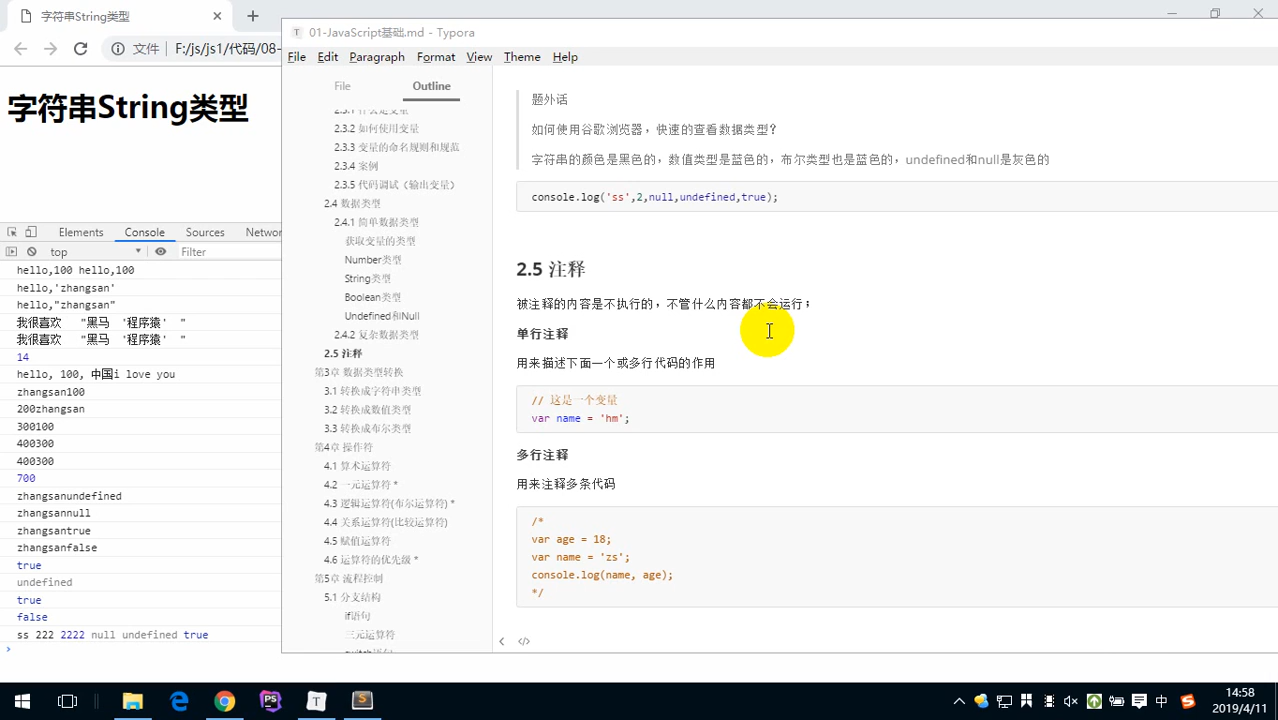 字符串String类型
文件
F:/js/js1/代码/08-
字符串String类型
Elements
Console
Sources
Networ
top
Filter
hello,100 hello,100
hello,'zhangsan'
hello,"zhangsan"
我很喜欢 "黑马 '程序猿' "
我很喜欢 "黑马 '程序猿' "
14
hello, 100, 中国i love you
zhangsan100
200zhangsan
300100
400300
400300
700
zhangsanundefined
zhangsannull
zhangsantrue
zhangsanfalse
true
undefined
true
false
ss 222 2222 null undefined true
01-JavaScript基础.md - Typora
File Edit Paragraph Format View Theme Help
File
Outline
2.3.1 什么是变量
2.3.2 如何使用变量
2.3.3 变量的命名规则和规范
2.3.4 案例
2.3.5 代码调试（输出变量）
2.4 数据类型
2.4.1 简单数据类型
获取变量的类型
Number类型
String类型
Boolean类型
Undefined和Null
2.4.2 复杂数据类型
2.5 注释
第3章 数据类型转换
3.1 转换成字符串类型
3.2 转换成数值类型
3.3 转换成布尔类型
第4章 操作符
4.1 算术运算符
4.2 一元运算符 *
4.3 逻辑运算符(布尔运算符) *
4.4 关系运算符(比较运算符)
4.5 赋值运算符
4.6 运算符的优先级 *
第5章 流程控制
5.1 分支结构
if语句
三元运算符
switch语句
题外话
如何使用谷歌浏览器，快速的查看数据类型？
字符串的颜色是黑色的，数值类型是蓝色的，布尔类型也是蓝色的，undefined和null是灰色的
console.log('ss',2,null,undefined,true);
2.5 注释
被注释的内容是不执行的，不管什么内容都不会运行；
单行注释
用来描述下面一个或多行代码的作用
// 这是一个变量
var name = 'hm';
多行注释
用来注释多条代码
/*
var age = 18;
var name = 'zs';
console.log(name, age);
*/
中
14:58
2019/4/11